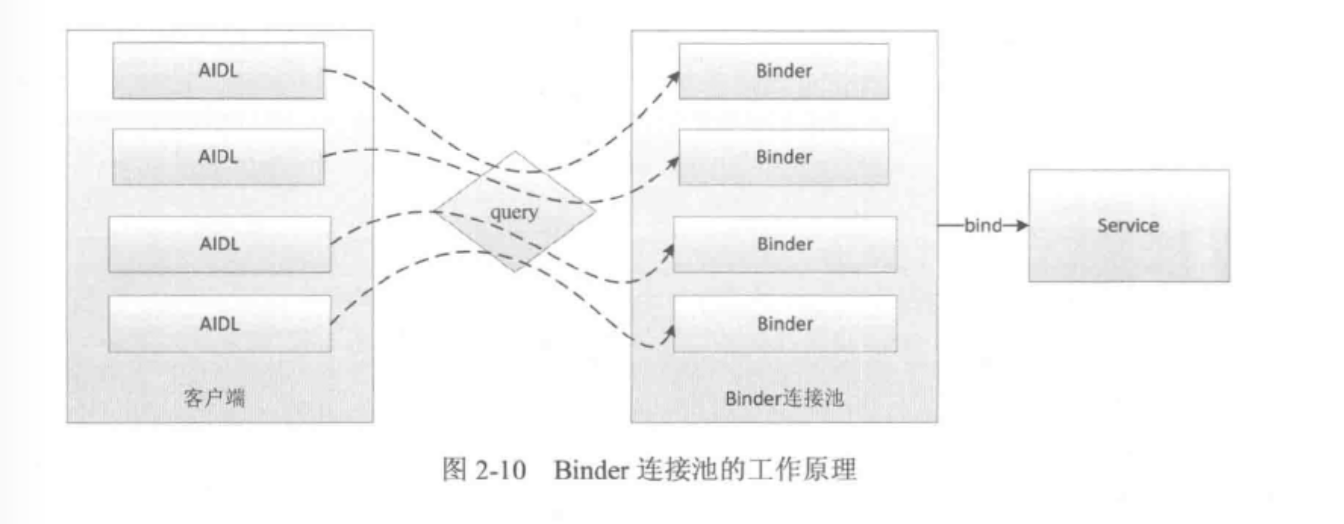 AIDL
AIDL
AIDL
AIDL
客户端
query
Binder
Binder
Binder
Binder
Binder连接池
bind
Service
图 2-10 Binder 连接池的工作原理